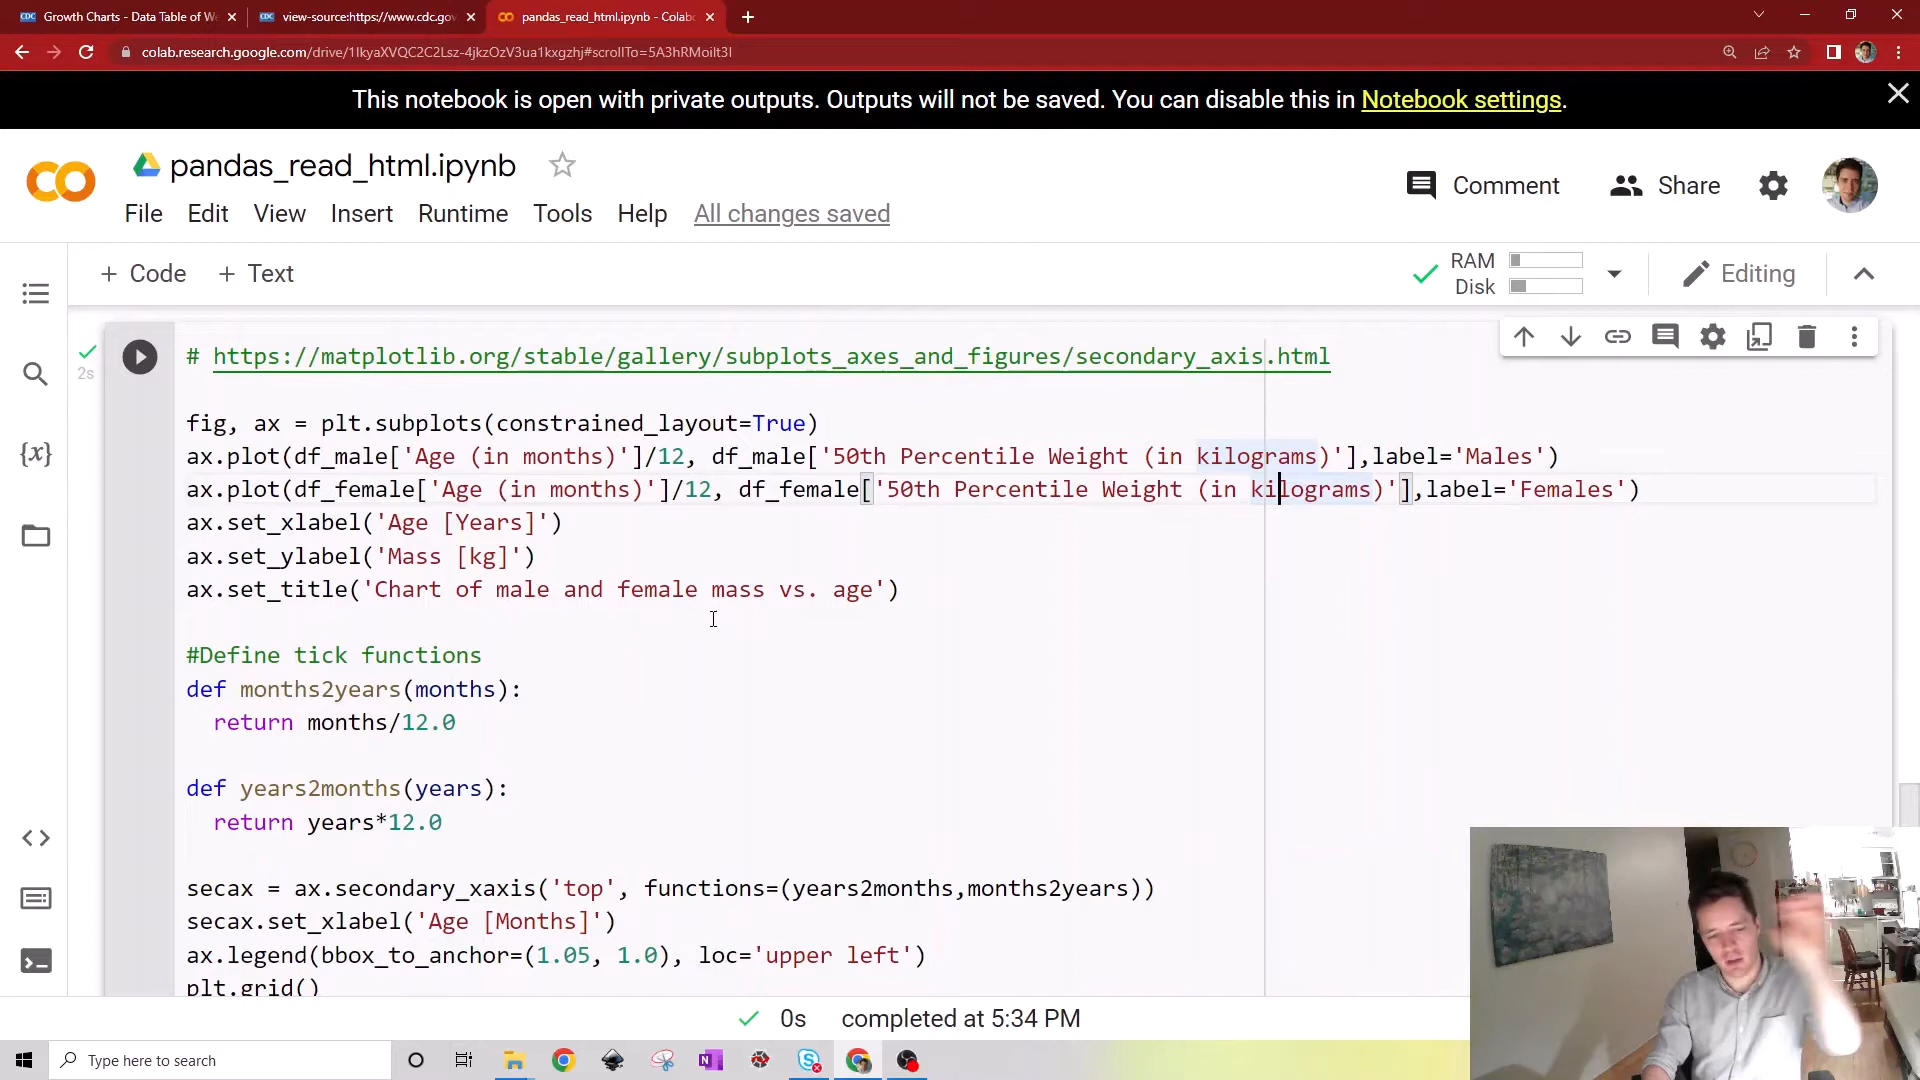 Growth Charts - Data Table of We
view-source:https://www.cdc.gov
pandas_read_html.ipynb - Colabo
colab.research.google.com/drive/1IkyaXVQC2C2Lsz-4jkzOzV3ua1kxgzhj#scrollTo=5A3hRMoiIt3I
This notebook is open with private outputs. Outputs will not be saved. You can disable this in Notebook settings.
pandas_read_html.ipynb
Comment
Share
File Edit View Insert Runtime Tools Help All changes saved
+ Code + Text
RAM
Disk
Editing
2s
# https://matplotlib.org/stable/gallery/subplots_axes_and_figures/secondary_axis.html
fig, ax = plt.subplots(constrained_layout=True)
ax.plot(df_male['Age (in months)']/12, df_male['50th Percentile Weight (in kilograms)'],label='Males')
ax.plot(df_female['Age (in months)']/12, df_female['50th Percentile Weight (in kilograms)'],label='Females')
ax.set_xlabel('Age [Years]')
ax.set_ylabel('Mass [kg]')
ax.set_title('Chart of male and female mass vs. age')
#Define tick functions
def months2years(months):
return months/12.0
def years2months(years):
return years*12.0
secax = ax.secondary_xaxis('top', functions=(years2months,months2years))
secax.set_xlabel('Age [Months]')
ax.legend(bbox_to_anchor=(1.05, 1.0), loc='upper left')
plt.grid()
0s completed at 5:34 PM
Type here to search